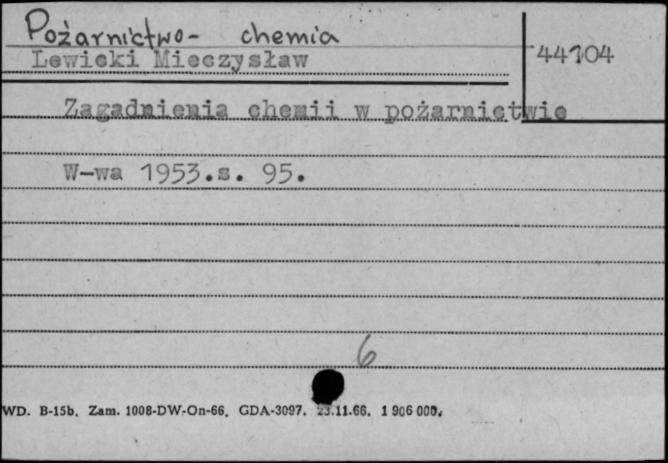 Pożarnictwo- chemia
Lewicki Mieczysław
44104
Zagadnienia chemii w pożarnictwie
W-wa 1953.s. 95.
6
WD. B-15b. Zam. 1008-DW-On-66. GDA-3097. 23.11.66. 1 906 000.